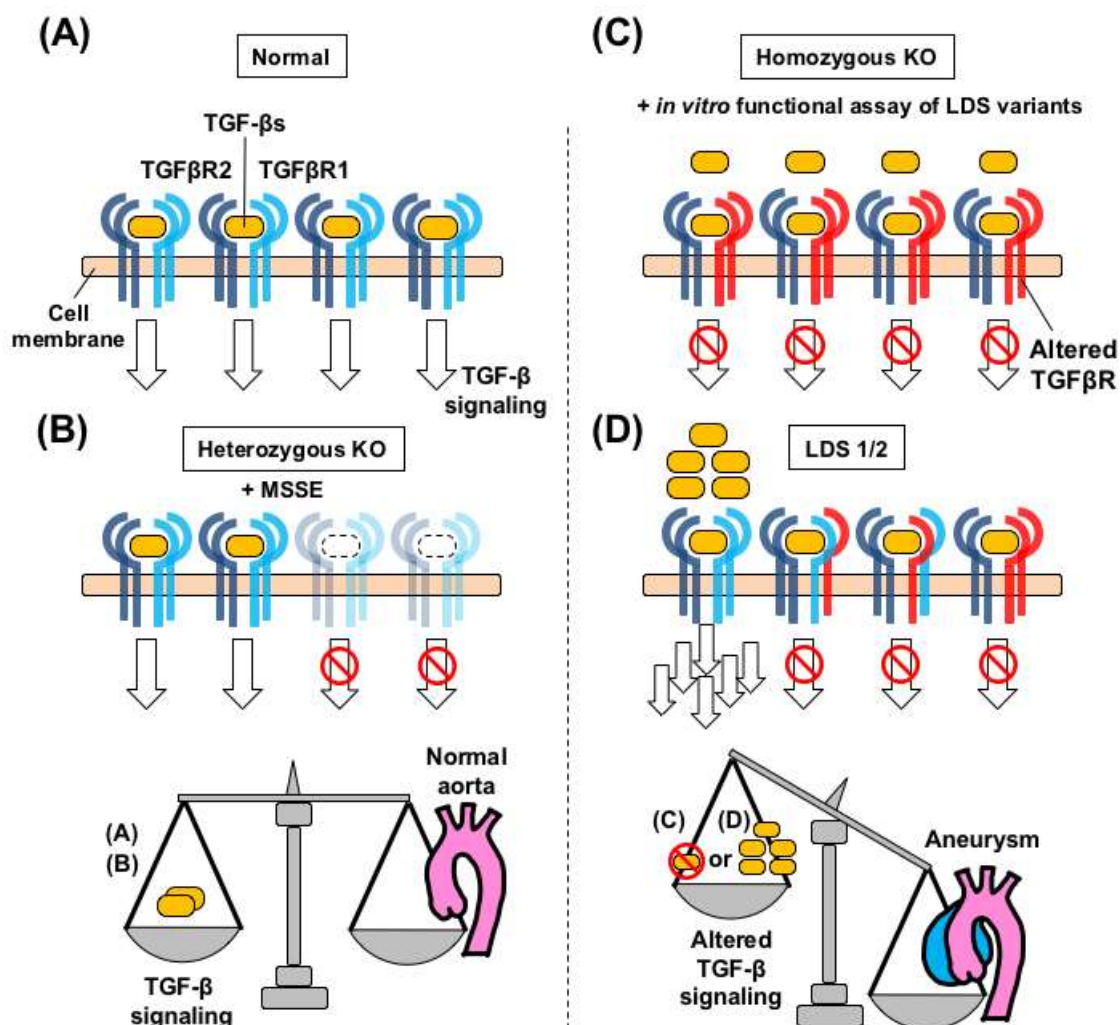 (A)
Normal
TGF-βs
TGFβR2
TGFβR1
Cell
membrane
TGF-β
signaling
(B)
Heterozygous KO
+ MSSE
(A)
(B)
Normal
aorta
TGF-β
signaling
(C)
Homozygous KO
+ in vitro functional assay of LDS variants
Altered
TGFβR
(D)
LDS 1/2
(C)
or
(D)
Aneurysm
Altered
TGF-β
signaling